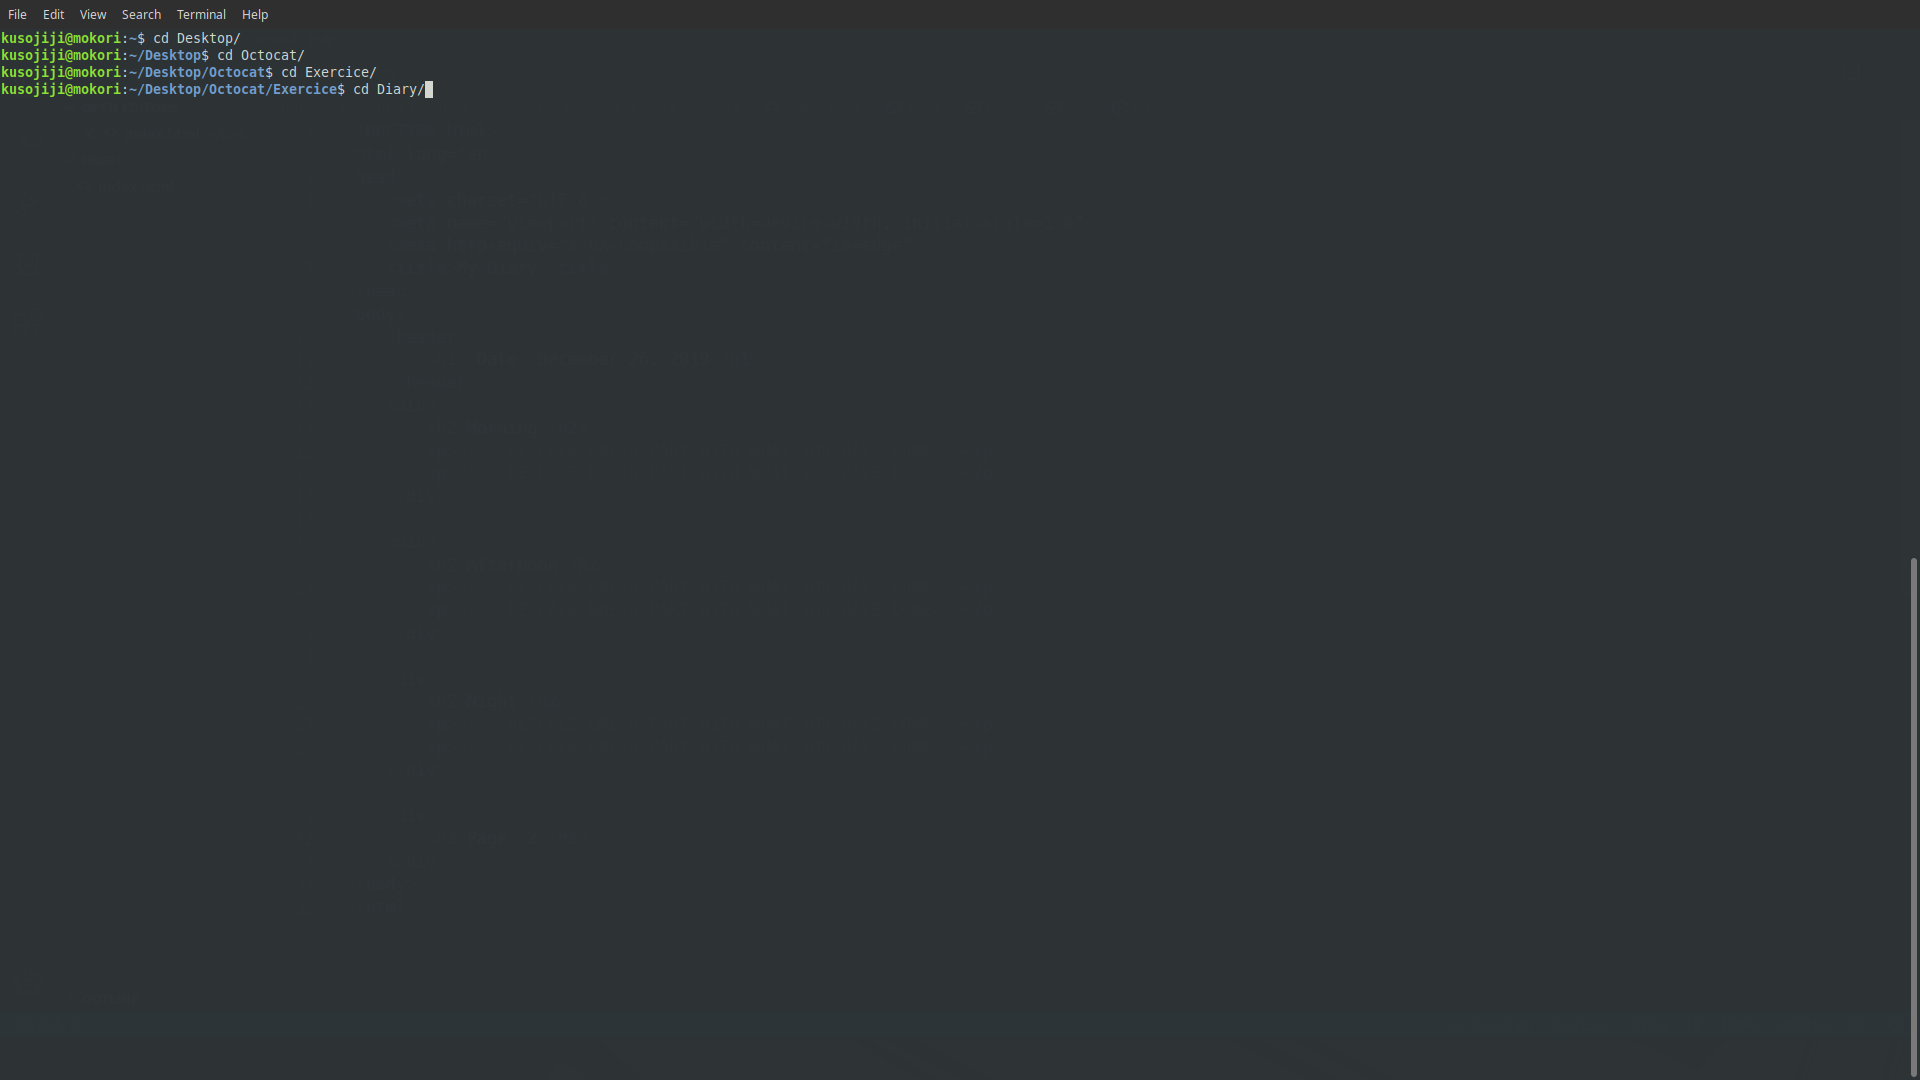 File Edit View Search Terminal Help
kusojiji@mokori:~$ cd Desktop/
kusojiji@mokori:~/Desktop$ cd Octocat/
kusojiji@mokori:~/Desktop/Octocat$ cd Exercice/
kusojiji@mokori:~/Desktop/Octocat/Exercice$ cd Diary/